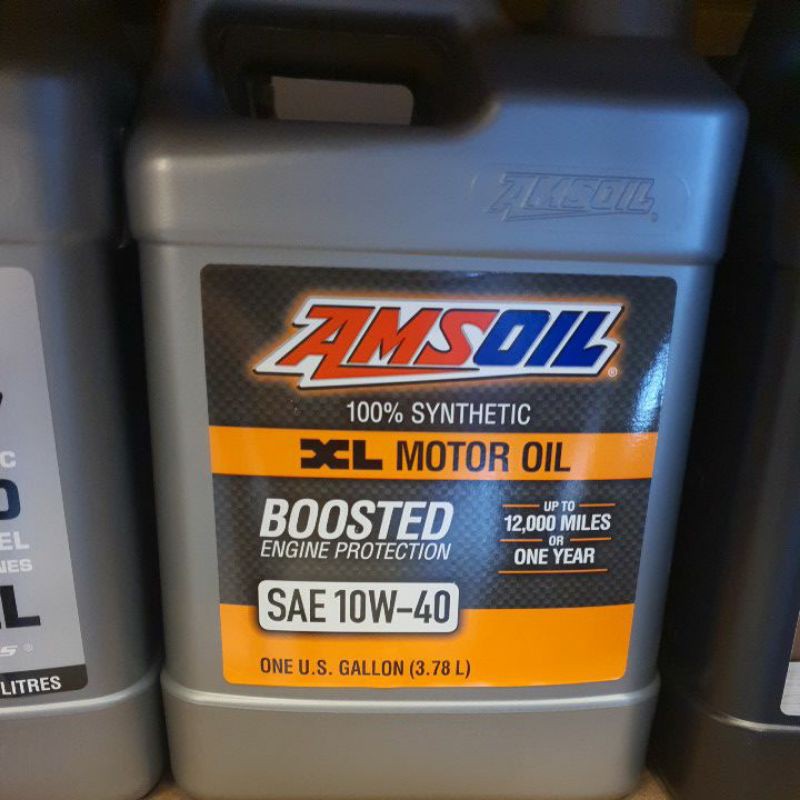 AMSOIL
AMSOIL®
100% SYNTHETIC
XL MOTOR OIL
BOOSTED
ENGINE PROTECTION
UP TO
12,000 MILES
OR
ONE YEAR
SAE 10W-40
ONE U.S. GALLON (3.78 L)
LITRES